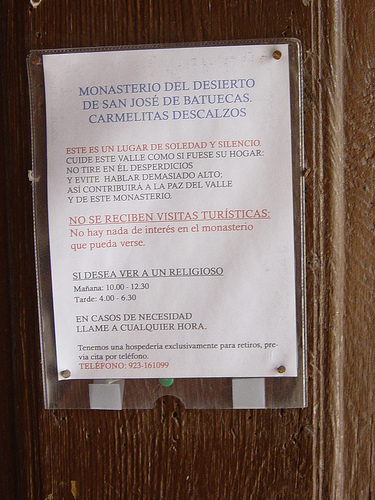 MONASTERIO DEL DESIERTO
DE SAN JOSÉ DE BATUECAS.
CARMELITAS DESCALZOS
ESTE ES UN LUGAR DE SOLEDAD Y SILENCIO.
CUIDE ESTE VALLE COMO SI FUESE SU HOGAR:
NO TIRE EN ÉL DESPERDICIOS
Y EVITE HABLAR DEMASIADO ALTO;
ASÍ CONTRIBUIRÁ A LA PAZ DEL VALLE
Y DE ESTE MONASTERIO.
NO SE RECIBEN VISITAS TURÍSTICAS:
No hay nada de interés en el monasterio
que pueda verse.
SI DESEA VER A UN RELIGIOSO
Mañana: 10.00 - 12.30
Tarde: 4.00 - 6.30
EN CASOS DE NECESIDAD
LLAME A CUALQUIER HORA.
Tenemos una hospedería exclusivamente para retiros, pre-
via cita por teléfono.
TELÉFONO: 923-161099